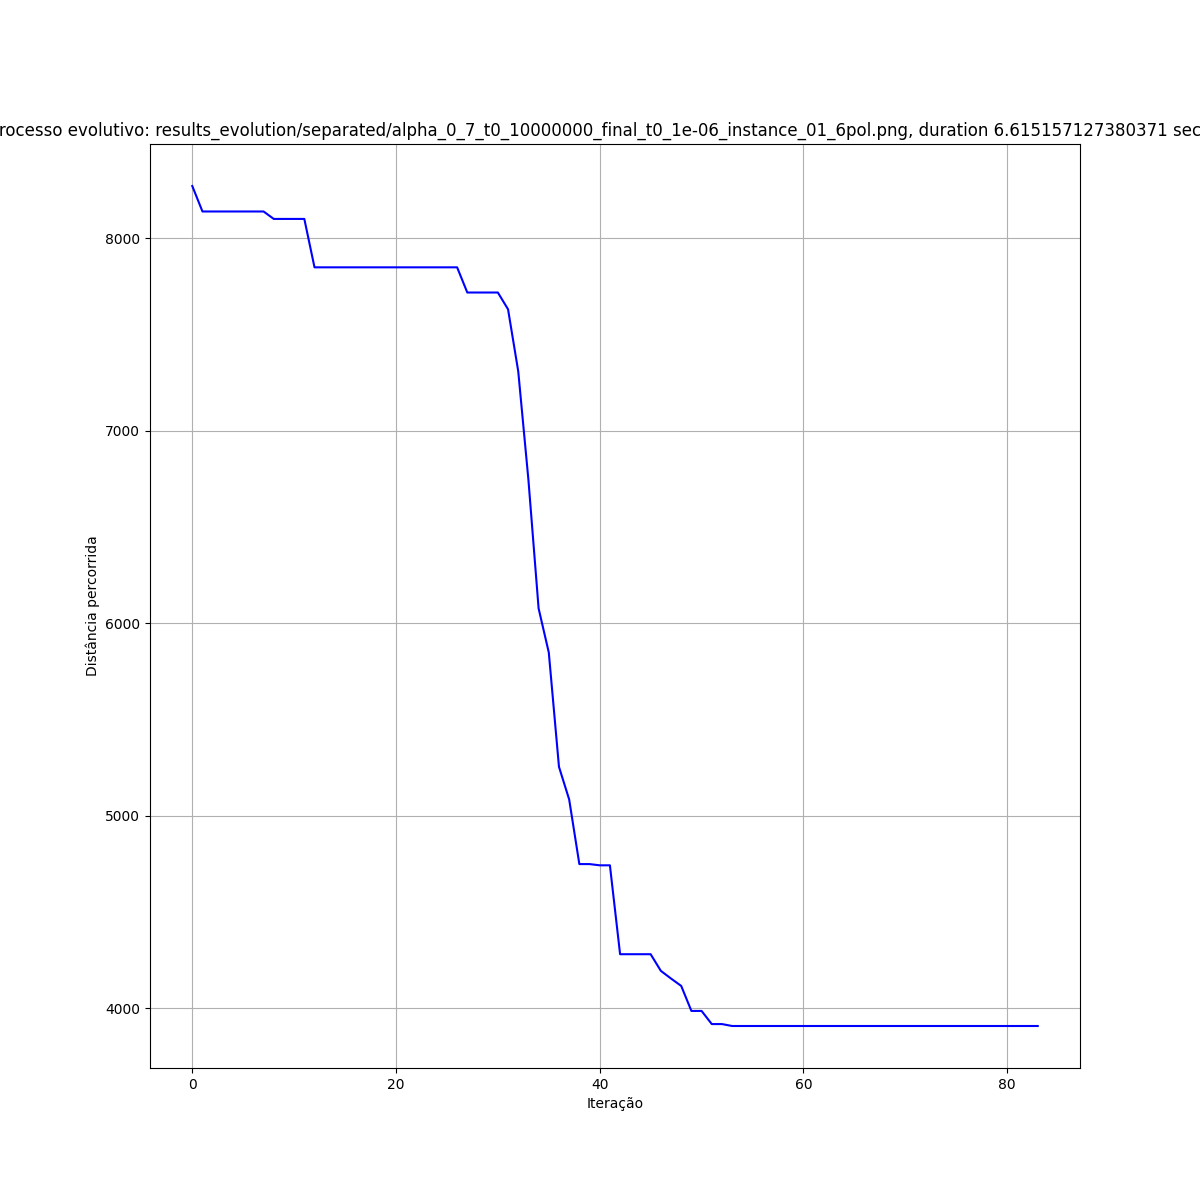 rocesso evolutivo: results_evolution/separated/alpha_0_7_t0_10000000_final_t0_1e-06_instance_01_6pol.png, duration 6.615157127380371 sec
8000
7000
6000
5000
4000
Distância percorrida
0 20 40 60 80
Iteração